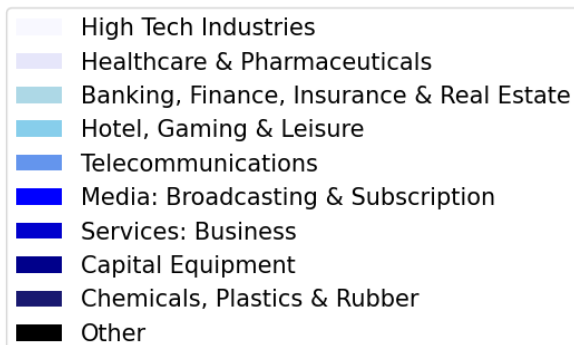 High Tech Industries
Healthcare & Pharmaceuticals
Banking, Finance, Insurance & Real Estate
Hotel, Gaming & Leisure
Telecommunications
Media: Broadcasting & Subscription
Services: Business
Capital Equipment
Chemicals, Plastics & Rubber
Other